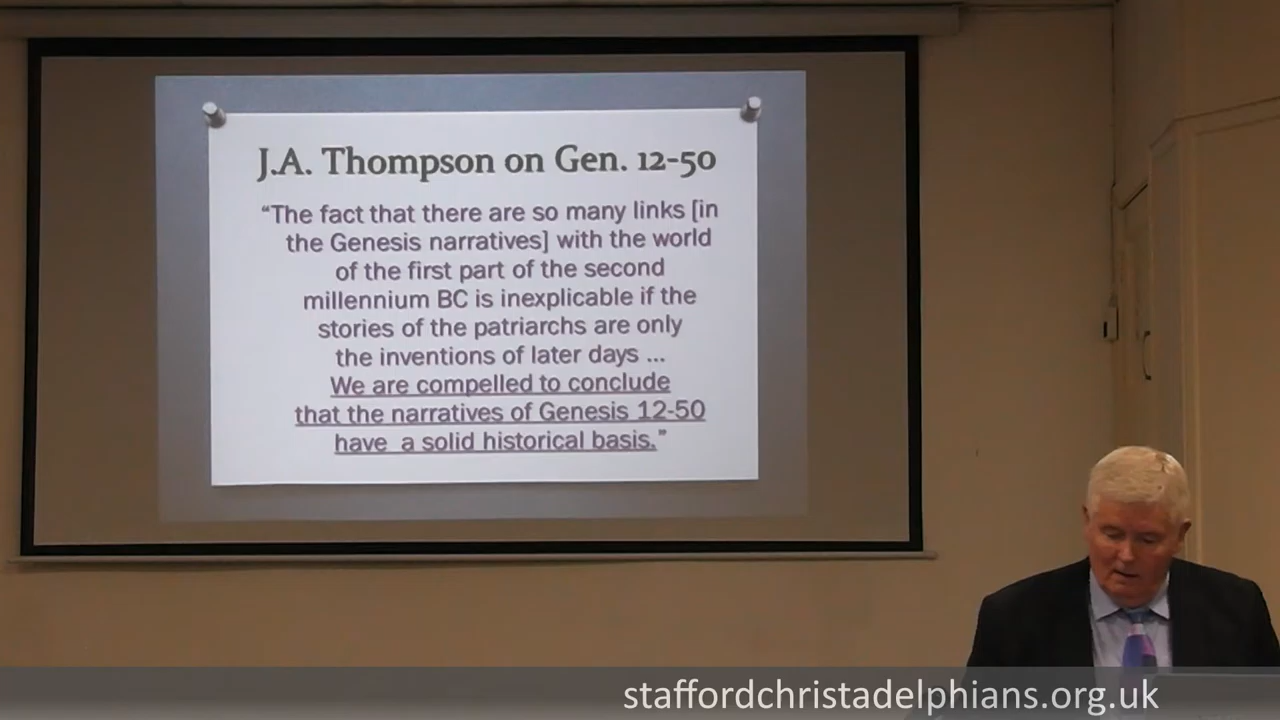 J.A. Thompson on Gen. 12-50
“The fact that there are so many links [in
the Genesis narratives] with the world
of the first part of the second
millennium BC is inexplicable if the
stories of the patriarchs are only
the inventions of later days ...
We are compelled to conclude
that the narratives of Genesis 12-50
have a solid historical basis.”
staffordchristadelphians.org.uk